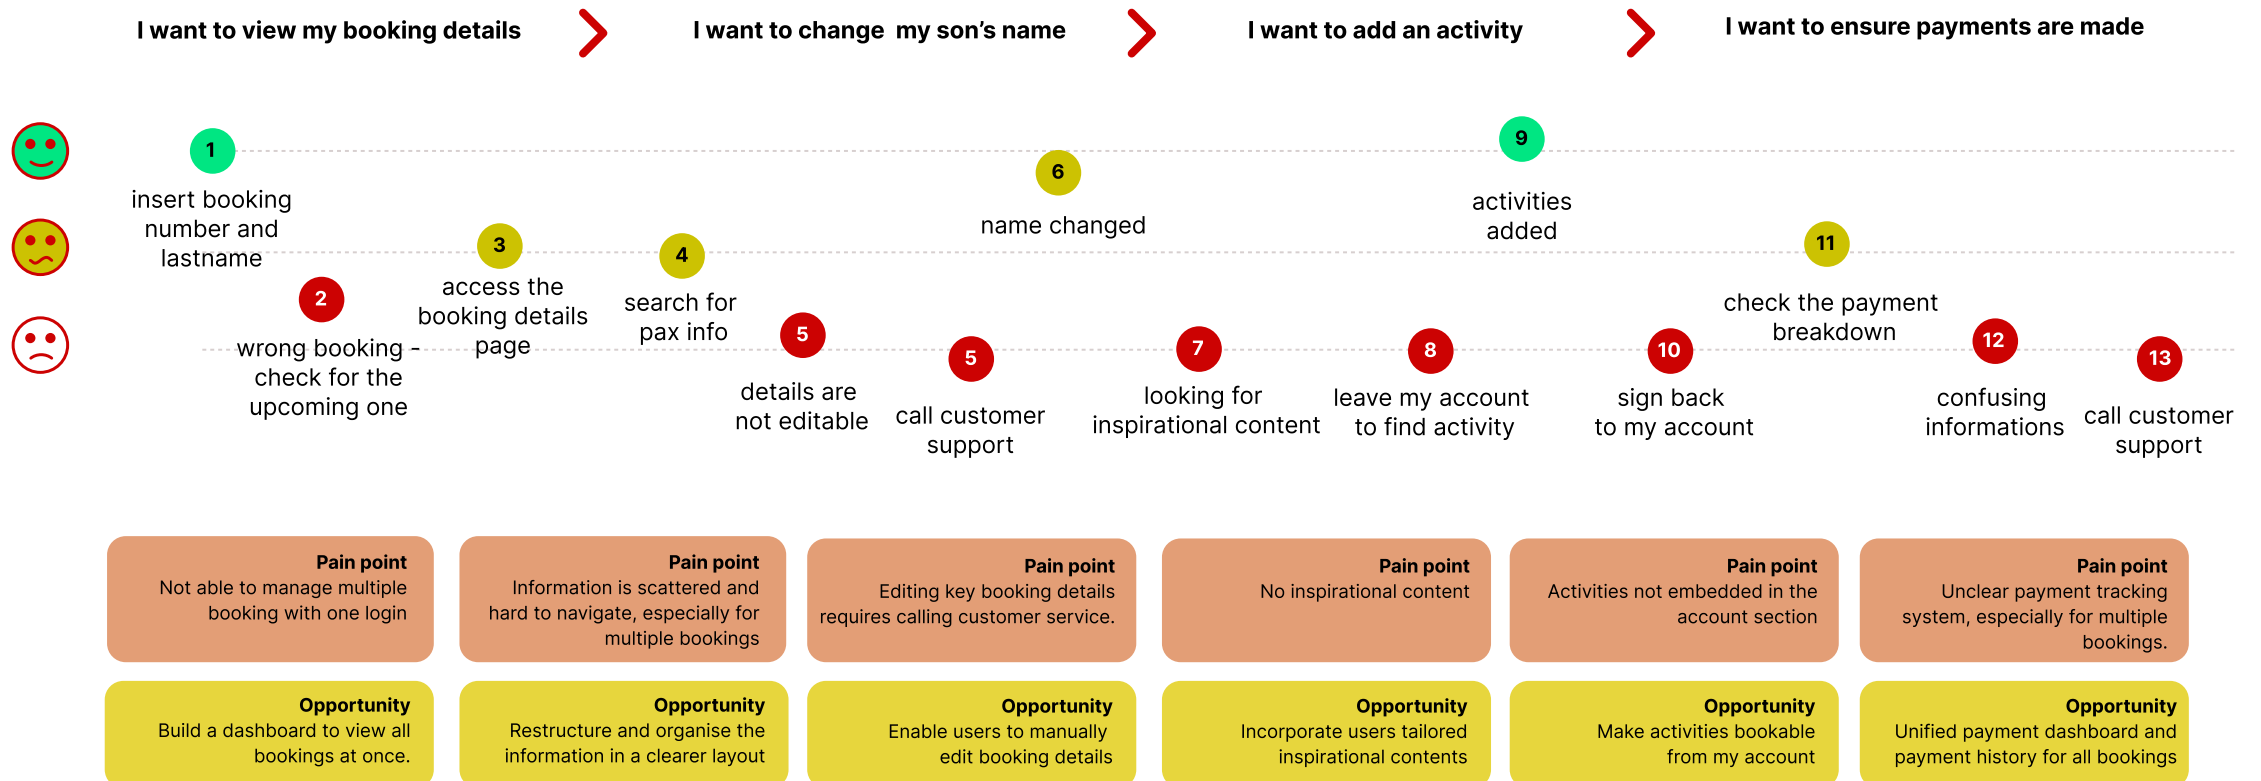 I want to view my booking details
I want to change  my son’s name
I want to add an activity
I want to ensure payments are made
1
insert booking
number and
lastname
2
wrong booking -
check for the
upcoming one
3
access the
booking details
page
4
search for
pax info
5
details are
not editable
5
call customer
support
6
name changed
7
looking for
inspirational content
8
leave my account
to find activity
9
activities
added
10
sign back
to my account
11
check the payment
breakdown
12
confusing
informations
13
call customer
support
Pain point
Not able to manage multiple
booking with one login
Pain point
Information is scattered and
hard to navigate, especially for
multiple bookings
Pain point
Editing key booking details
requires calling customer service.
Pain point
No inspirational content
Pain point
Activities not embedded in the
account section
Pain point
Unclear payment tracking
system, especially for multiple
bookings.
Opportunity
Build a dashboard to view all
bookings at once.
Opportunity
Restructure and organise the
information in a clearer layout
Opportunity
Enable users to manually
edit booking details
Opportunity
Incorporate users tailored
inspirational contents
Opportunity
Make activities bookable
from my account
Opportunity
Unified payment dashboard and
payment history for all bookings